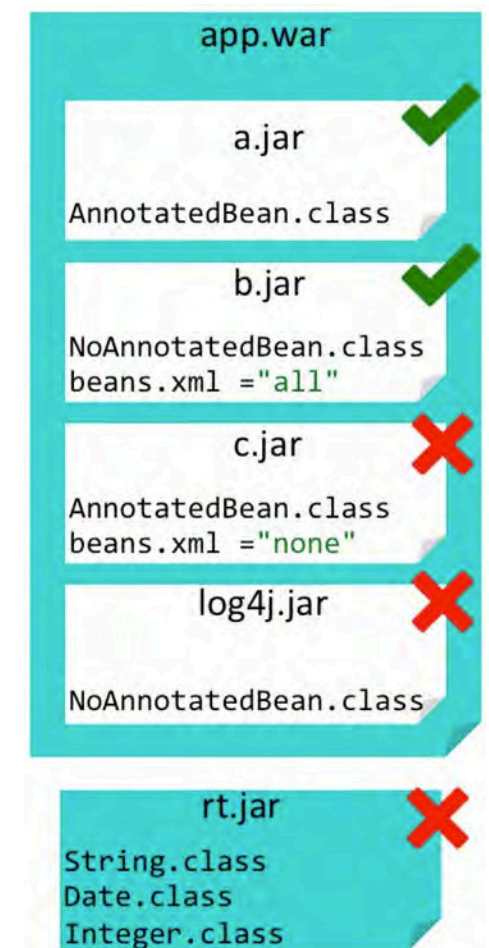 app.war
a.jar
AnnotatedBean.class
b.jar
NoAnnotatedBean.class
beans.xml ="all"
c.jar
AnnotatedBean.class
beans.xml ="none"
log4j.jar
NoAnnotatedBean.class
rt.jar
String.class
Date.class
Integer.class